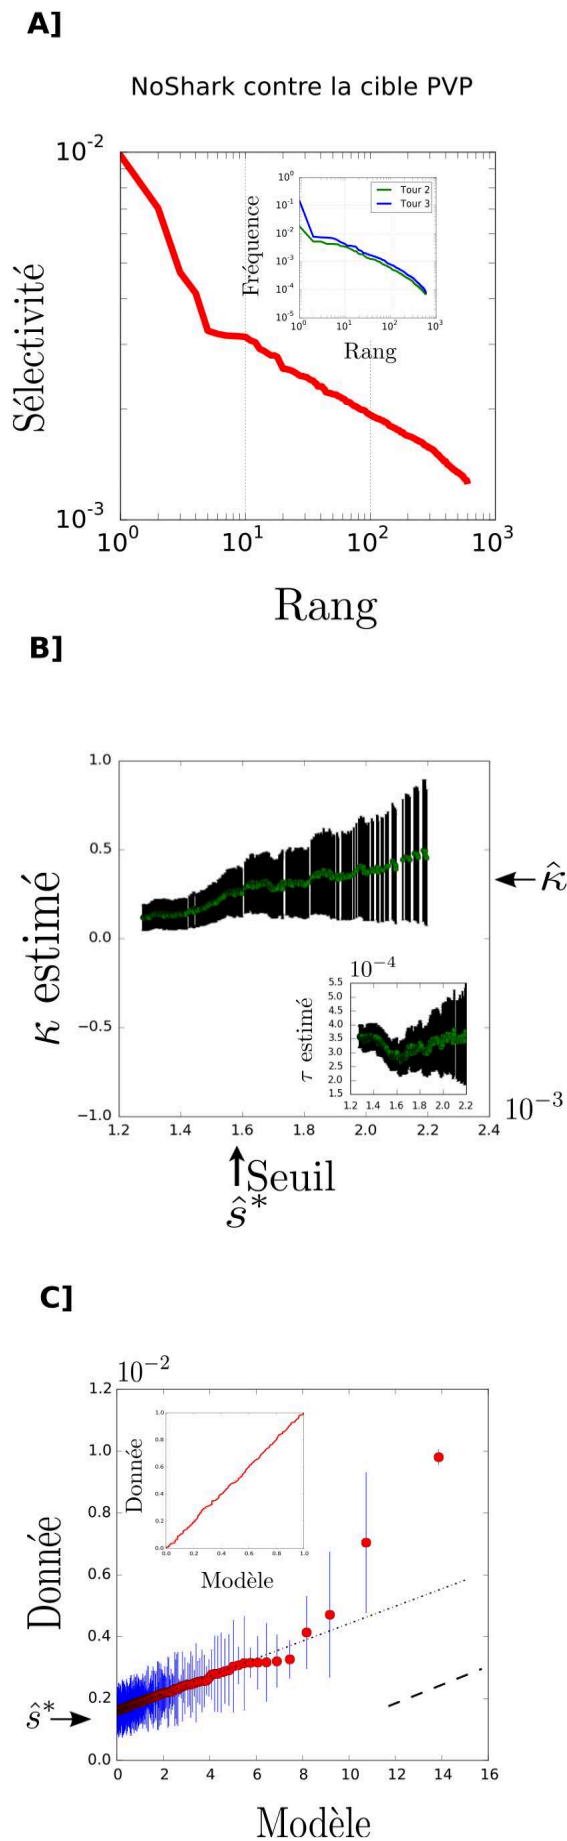 A]
NoShark contre la cible PVP
Sélectivité
10^-2
10^-3
10^0 10^1 10^2 10^3
Rang
Fréquence
10^0
10^-1
10^-2
10^-3
10^-4
10^-5
10^0 10^1 10^2 10^3
Rang
Tour 2
Tour 3
B]
κ estimé
1.0
0.5
0.0
−0.5
−1.0
1.2 1.4 1.6 1.8 2.0 2.2 2.4
10^-3
Seuil
ŝ*
κ̂
10^-4
τ estimé
5.5
5.0
4.5
4.0
3.5
3.0
2.5
2.0
1.5
1.2 1.4 1.6 1.8 2.0 2.2
C]
10^-2
Donnée
1.2
1.0
0.8
0.6
0.4
0.2
0.0
0 2 4 6 8 10 12 14 16
Modèle
ŝ*
Donnée
1.0
0.8
0.6
0.4
0.2
0.0
0.0 0.2 0.4 0.6 0.8 1.0
Modèle